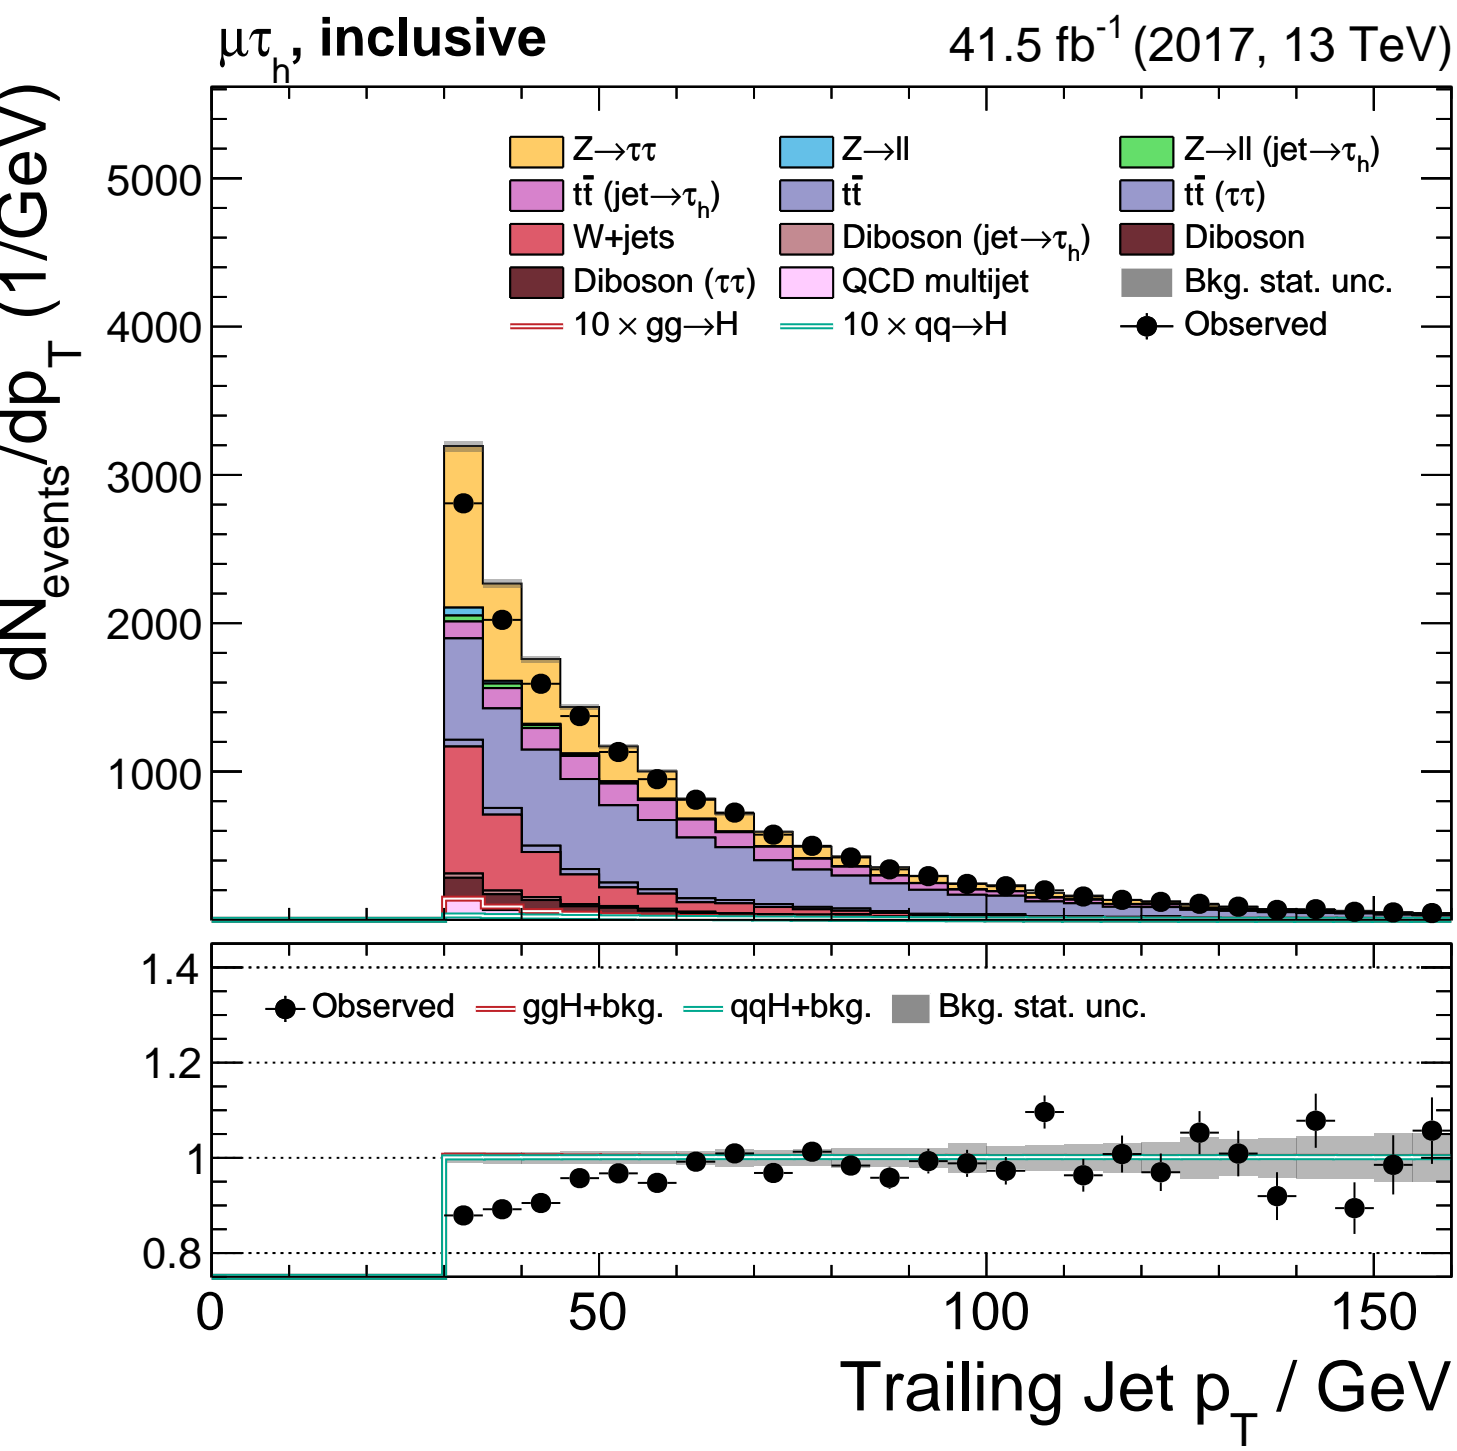 μτh, inclusive
41.5 fb-1 (2017, 13 TeV)
dNevents/dpT (1/GeV)
5000
4000
3000
2000
1000
Z→ττ Z→ll Z→ll (jet→τh)
tt̄ (jet→τh) tt̄ tt̄ (ττ)
W+jets Diboson (jet→τh) Diboson
Diboson (ττ) QCD multijet Bkg. stat. unc.
10 × gg→H 10 × qq→H Observed
1.4
1.2
1
0.8
Observed ggH+bkg. qqH+bkg. Bkg. stat. unc.
0 50 100 150
Trailing Jet pT / GeV